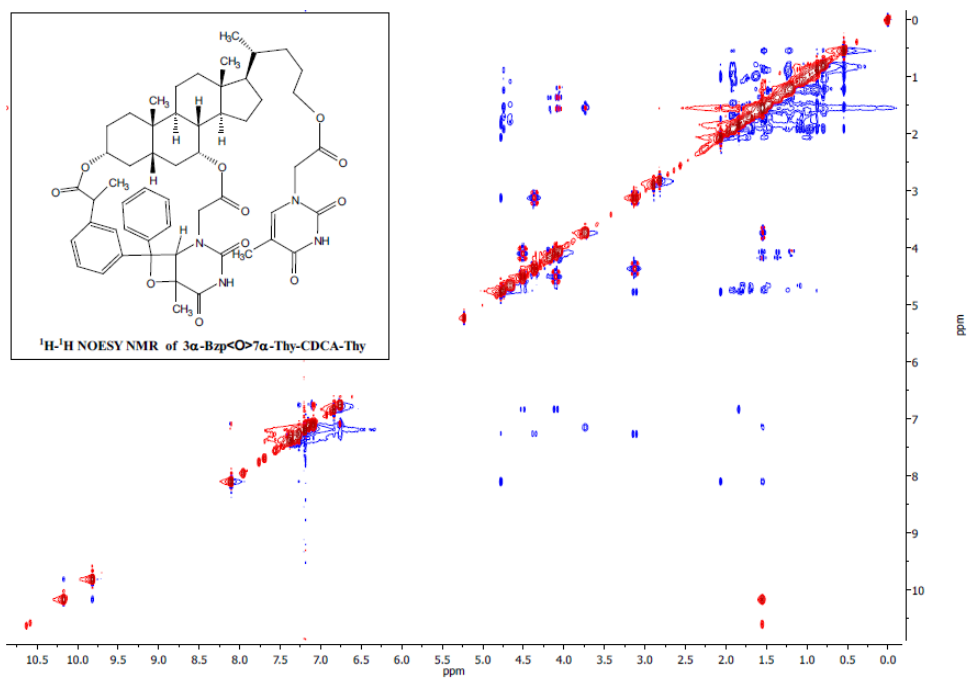 H₃C
CH₃
CH₃ H
O
H H
O
O O
H
CH₃
O O N O
H
N O H₃C NH
O
O NH
CH₃
O
¹H-¹H NOESY NMR of 3α-Bzp<O>7α-Thy-CDCA-Thy
0
1
2
3
4
5
6
7
8
9
10
ppm
10.5 10.0 9.5 9.0 8.5 8.0 7.5 7.0 6.5 6.0 5.5 5.0 4.5 4.0 3.5 3.0 2.5 2.0 1.5 1.0 0.5 0.0
ppm